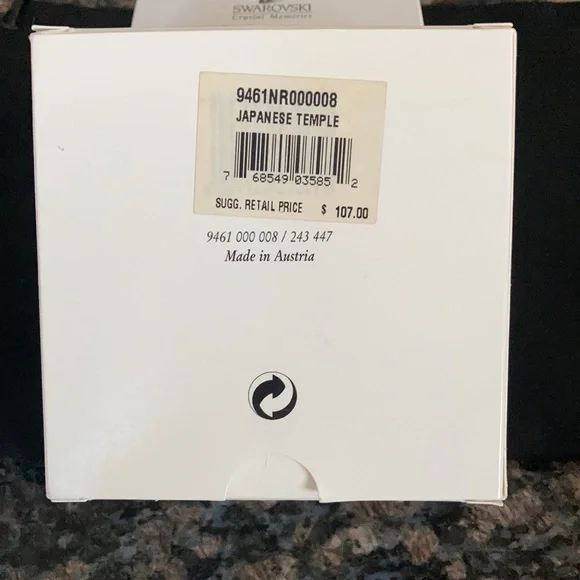 SWAROVSKI
Crystal Memories
9461NR000008
JAPANESE TEMPLE
7 68549 03585 2
SUGG. RETAIL PRICE $ 107.00
9461 000 008 / 243 447
Made in Austria